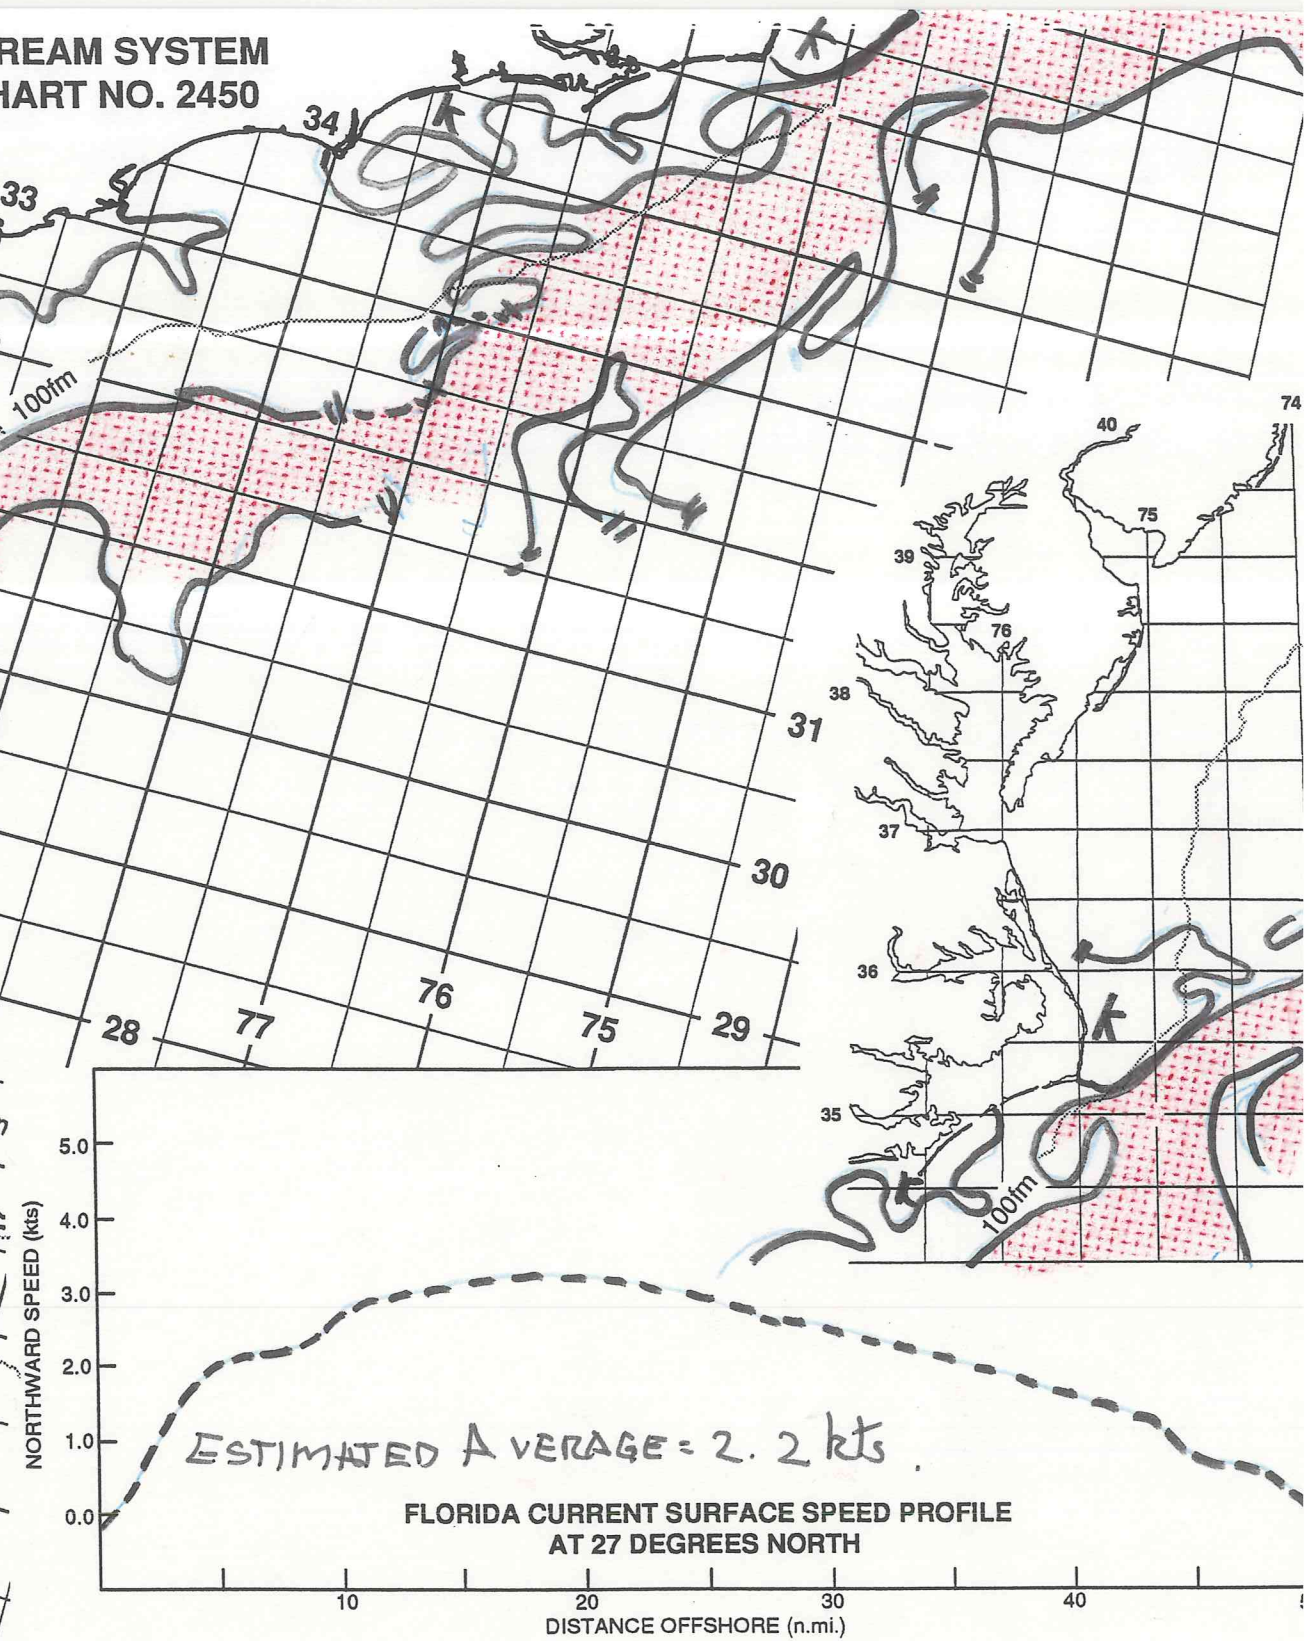 REAM SYSTEM
HART NO. 2450
34
33
k
100fm
31
30
29
28
77
76
75
74
40
75
39
76
38
37
36
k
35
k
100fm
5.0
4.0
3.0
2.0
1.0
0.0
NORTHWARD SPEED (kts)
ESTIMATED AVERAGE = 2.2 kts.
FLORIDA CURRENT SURFACE SPEED PROFILE
AT 27 DEGREES NORTH
10
20
30
40
DISTANCE OFFSHORE (n.mi.)